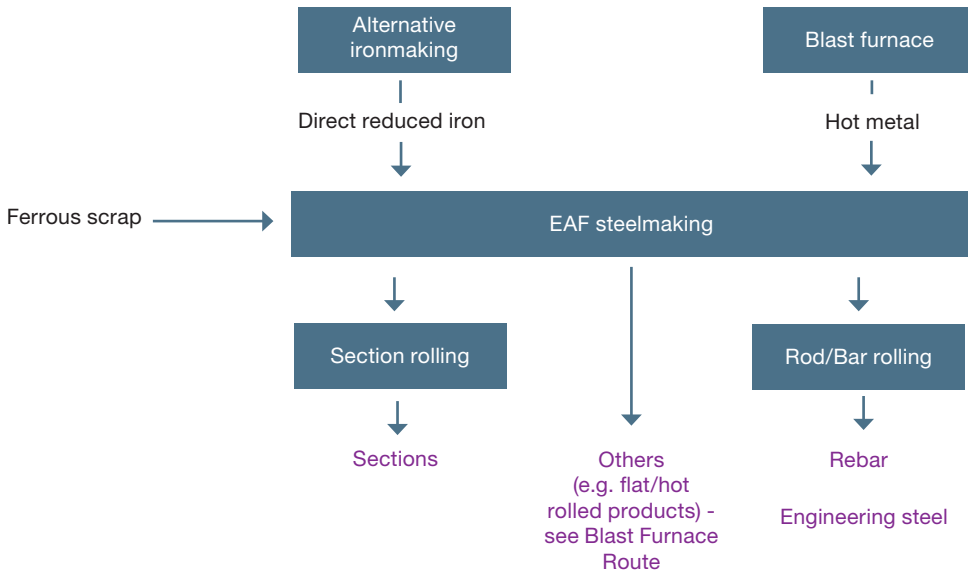 Alternative
ironmaking
Blast furnace
Direct reduced iron
Hot metal
Ferrous scrap
EAF steelmaking
Section rolling
Rod/Bar rolling
Sections
Others
(e.g. flat/hot
rolled products) -
see Blast Furnace
Route
Rebar
Engineering steel